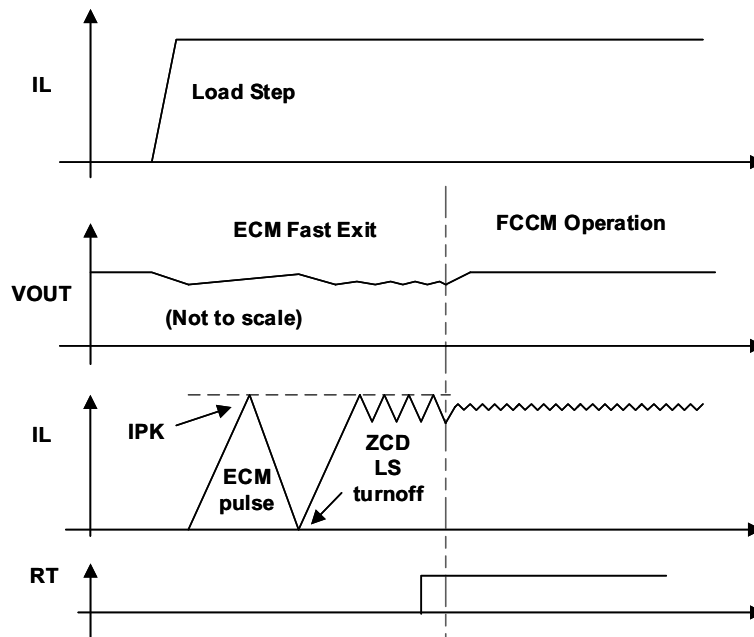 IL
Load Step
ECM Fast Exit
FCCM Operation
VOUT
(Not to scale)
IL
IPK
ECM
pulse
ZCD
LS
turnoff
RT